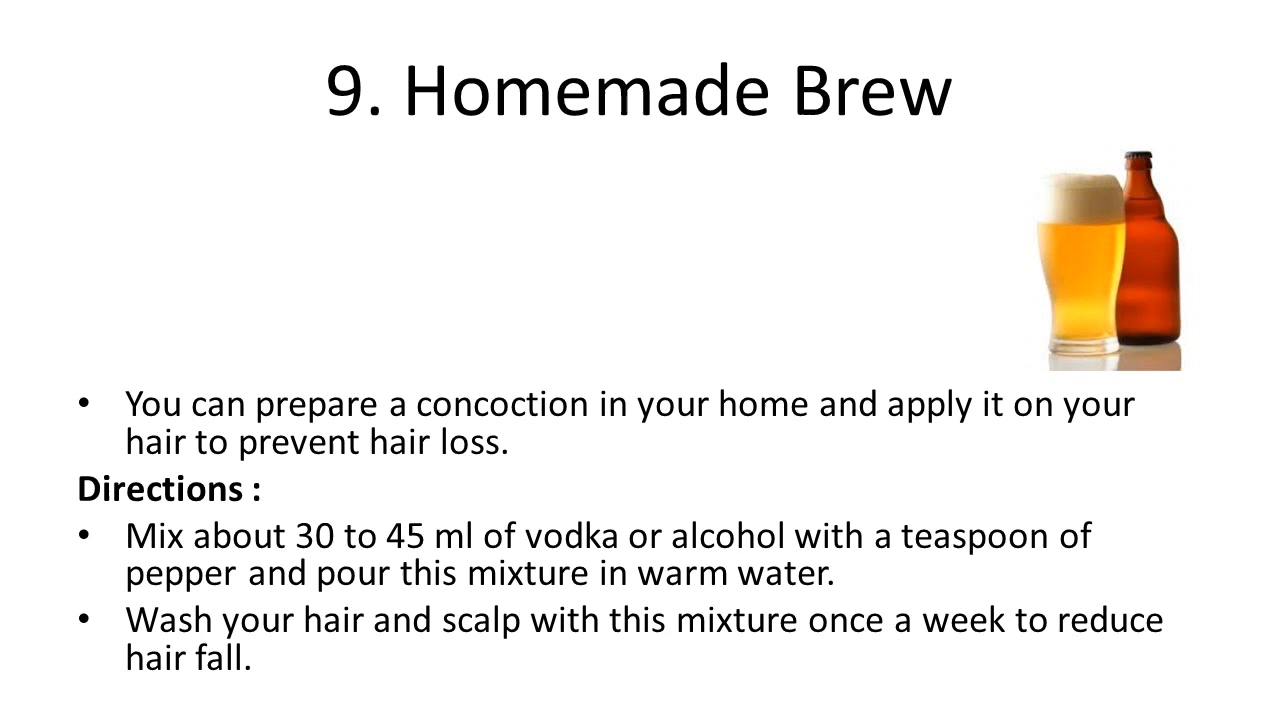 9. Homemade Brew
• You can prepare a concoction in your home and apply it on your
hair to prevent hair loss.
Directions :
• Mix about 30 to 45 ml of vodka or alcohol with a teaspoon of
pepper and pour this mixture in warm water.
• Wash your hair and scalp with this mixture once a week to reduce
hair fall.